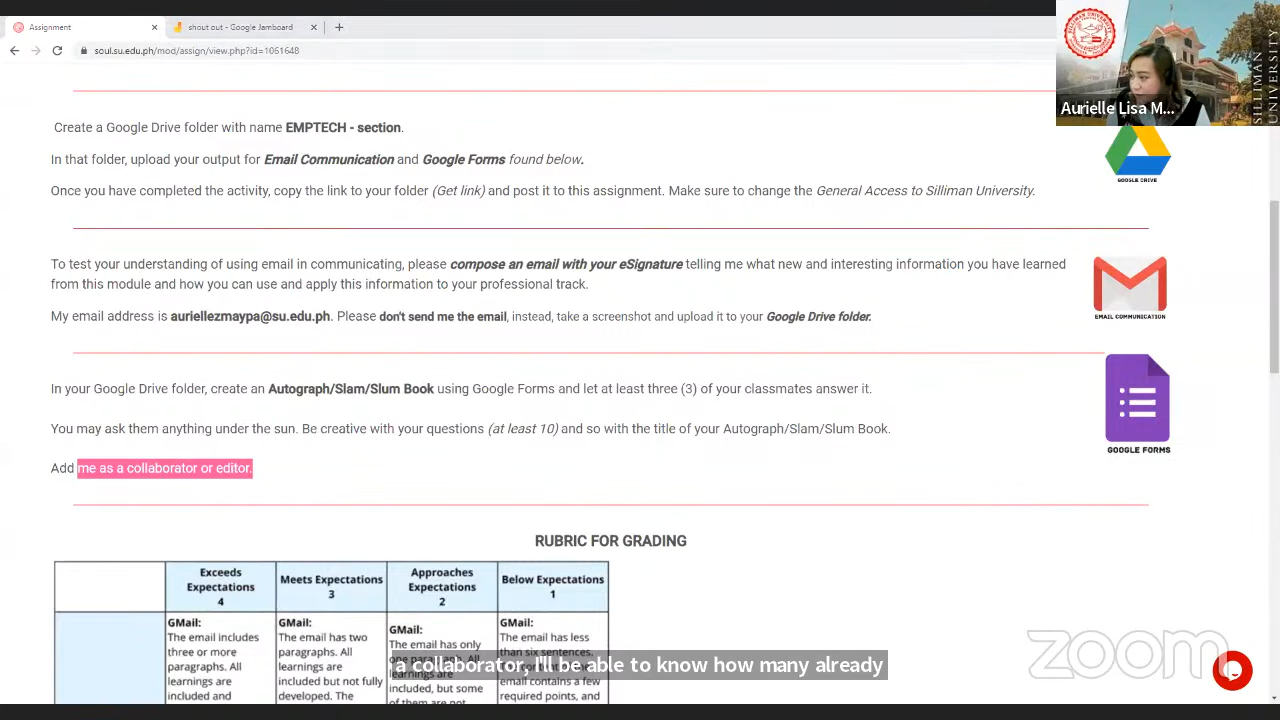 Assignment
shout out - Google Jamboard
soul.su.edu.ph/mod/assign/view.php?id=1061648
SILLIMAN UNIVERSITY
Aurielle Lisa M...
Create a Google Drive folder with name EMPTECH - section.
In that folder, upload your output for Email Communication and Google Forms found below.
GOOGLE DRIVE
Once you have completed the activity, copy the link to your folder (Get link) and post it to this assignment. Make sure to change the General Access to Silliman University.
To test your understanding of using email in communicating, please compose an email with your eSignature telling me what new and interesting information you have learned
from this module and how you can use and apply this information to your professional track.
My email address is auriellezmaypa@su.edu.ph. Please don't send me the email, instead, take a screenshot and upload it to your Google Drive folder.
EMAIL COMMUNICATION
In your Google Drive folder, create an Autograph/Slam/Slum Book using Google Forms and let at least three (3) of your classmates answer it.
You may ask them anything under the sun. Be creative with your questions (at least 10) and so with the title of your Autograph/Slam/Slum Book.
GOOGLE FORMS
Add me as a collaborator or editor.
RUBRIC FOR GRADING
Exceeds
Expectations
4
Meets Expectations
3
Approaches
Expectations
2
Below Expectations
1
GMail:
The email includes
three or more
paragraphs. All
learnings are
included and
GMail:
The email has two
paragraphs. All
learnings are
included but not fully
developed. The
GMail:
The email has only
included, but some
of them are not
GMail:
The email has less
than six sentences.
email contains a few
required points, and
a collaborator, I'll be able to know how many already
zoom